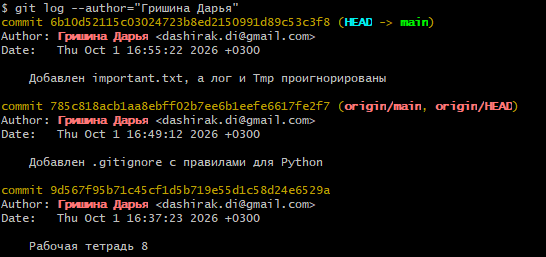 $ git log --author="Гришина Дарья"
commit 6b10d52115c03024723b8ed2150991d89c53c3f8 (HEAD -> main)
Author: Гришина Дарья <dashirak.di@gmail.com>
Date:   Thu Oct 1 16:55:22 2026 +0300
Добавлен important.txt, а лог и Tmp проигнорированы
commit 785c818acb1aa8ebff02b7ee6b1eefe6617fe2f7 (origin/main, origin/HEAD)
Author: Гришина Дарья <dashirak.di@gmail.com>
Date:   Thu Oct 1 16:49:12 2026 +0300
Добавлен .gitignore с правилами для Python
commit 9d567f95b71c45cf1d5b719e55d1c58d24e6529a
Author: Гришина Дарья <dashirak.di@gmail.com>
Date:   Thu Oct 1 16:37:23 2026 +0300
Рабочая тетрадь 8